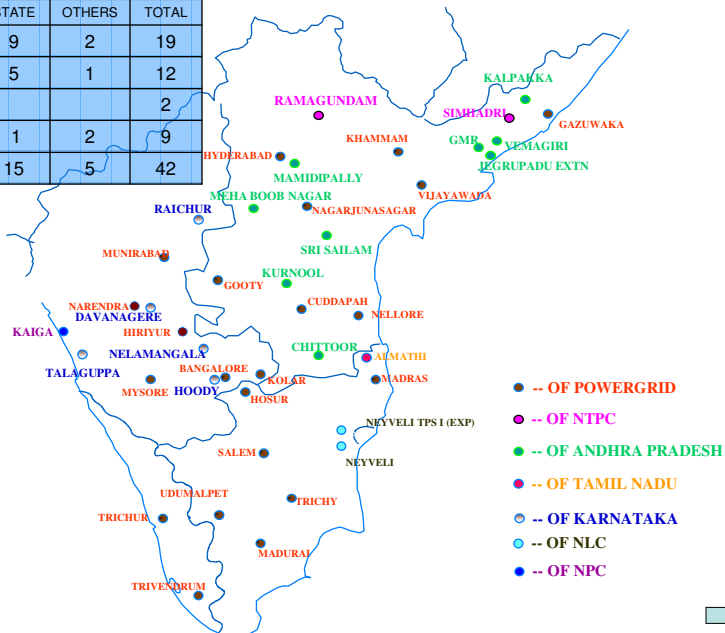 STATE OTHERS TOTAL
9 2 19
5 1 12
2
1 2 9
15 5 42
KALPAKKA
RAMAGUNDAM
SIMHADRI
GAZUWAKA
KHAMMAM
GMR
VEMAGIRI
HYDERABAD
JEGRUPADU EXTN
MAMIDIPALLY
MEHA BOOB NAGAR
VIJAYAWADA
RAICHUR
NAGARJUNASAGAR
SRI SAILAM
MUNIRABAD
KURNOOL
GOOTY
NARENDRA
CUDDAPAH
DAVANAGERE
NELLORE
KAIGA
HIRIYUR
NELAMANGALA
CHITTOOR
ALMATHI
TALAGUPPA
BANGALORE
KOLAR
MADRAS
MYSORE
HOODY
HOSUR
-- OF POWERGRID
-- OF NTPC
NEYVELI TPS I (EXP)
SALEM
NEYVELI
-- OF ANDHRA PRADESH
-- OF TAMIL NADU
UDUMALPET
TRICHY
TRICHUR
-- OF KARNATAKA
-- OF NLC
MADURAI
-- OF NPC
TRIVENDRUM